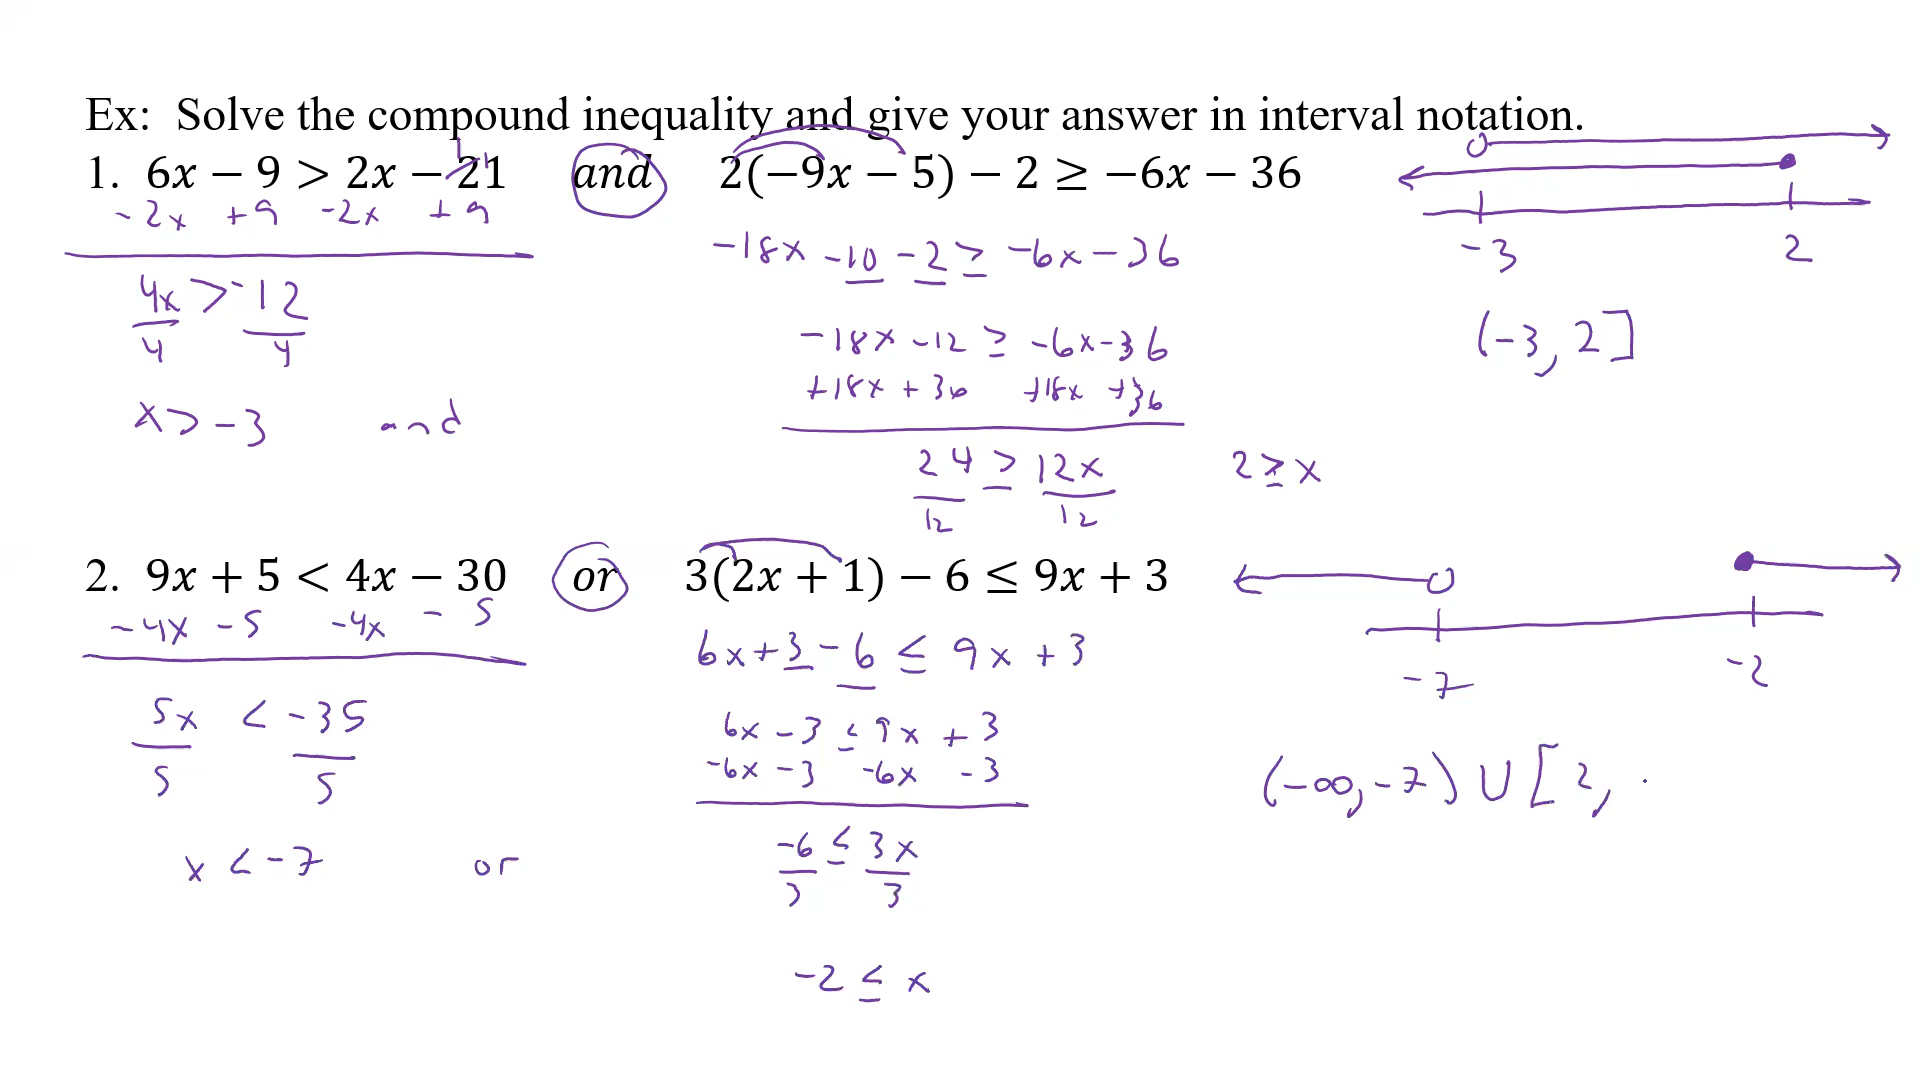 Ex: Solve the compound inequality and give your answer in interval notation.
1. 6x − 9 > 2x − 21 and 2(−9x − 5) − 2 ≥ −6x − 36
-2x +9 -2x +9
4x > -12
4 4
x > -3 and
-18x -10 -2 ≥ -6x - 36
-18x -12 ≥ -6x - 36
+18x + 36 +18x +36
24 ≥ 12x
12 12
2 ≥ x
-3 2
(-3, 2]
2. 9x + 5 < 4x − 30 or 3(2x + 1) − 6 ≤ 9x + 3
-4x -5 -4x - 5
5x < -35
5 5
x < -7 or
6x + 3 - 6 ≤ 9x + 3
6x - 3 ≤ 9x + 3
-6x - 3 -6x - 3
-6 ≤ 3x
3 3
-2 ≤ x
-7 -2
(-∞, -7) ∪ [2,